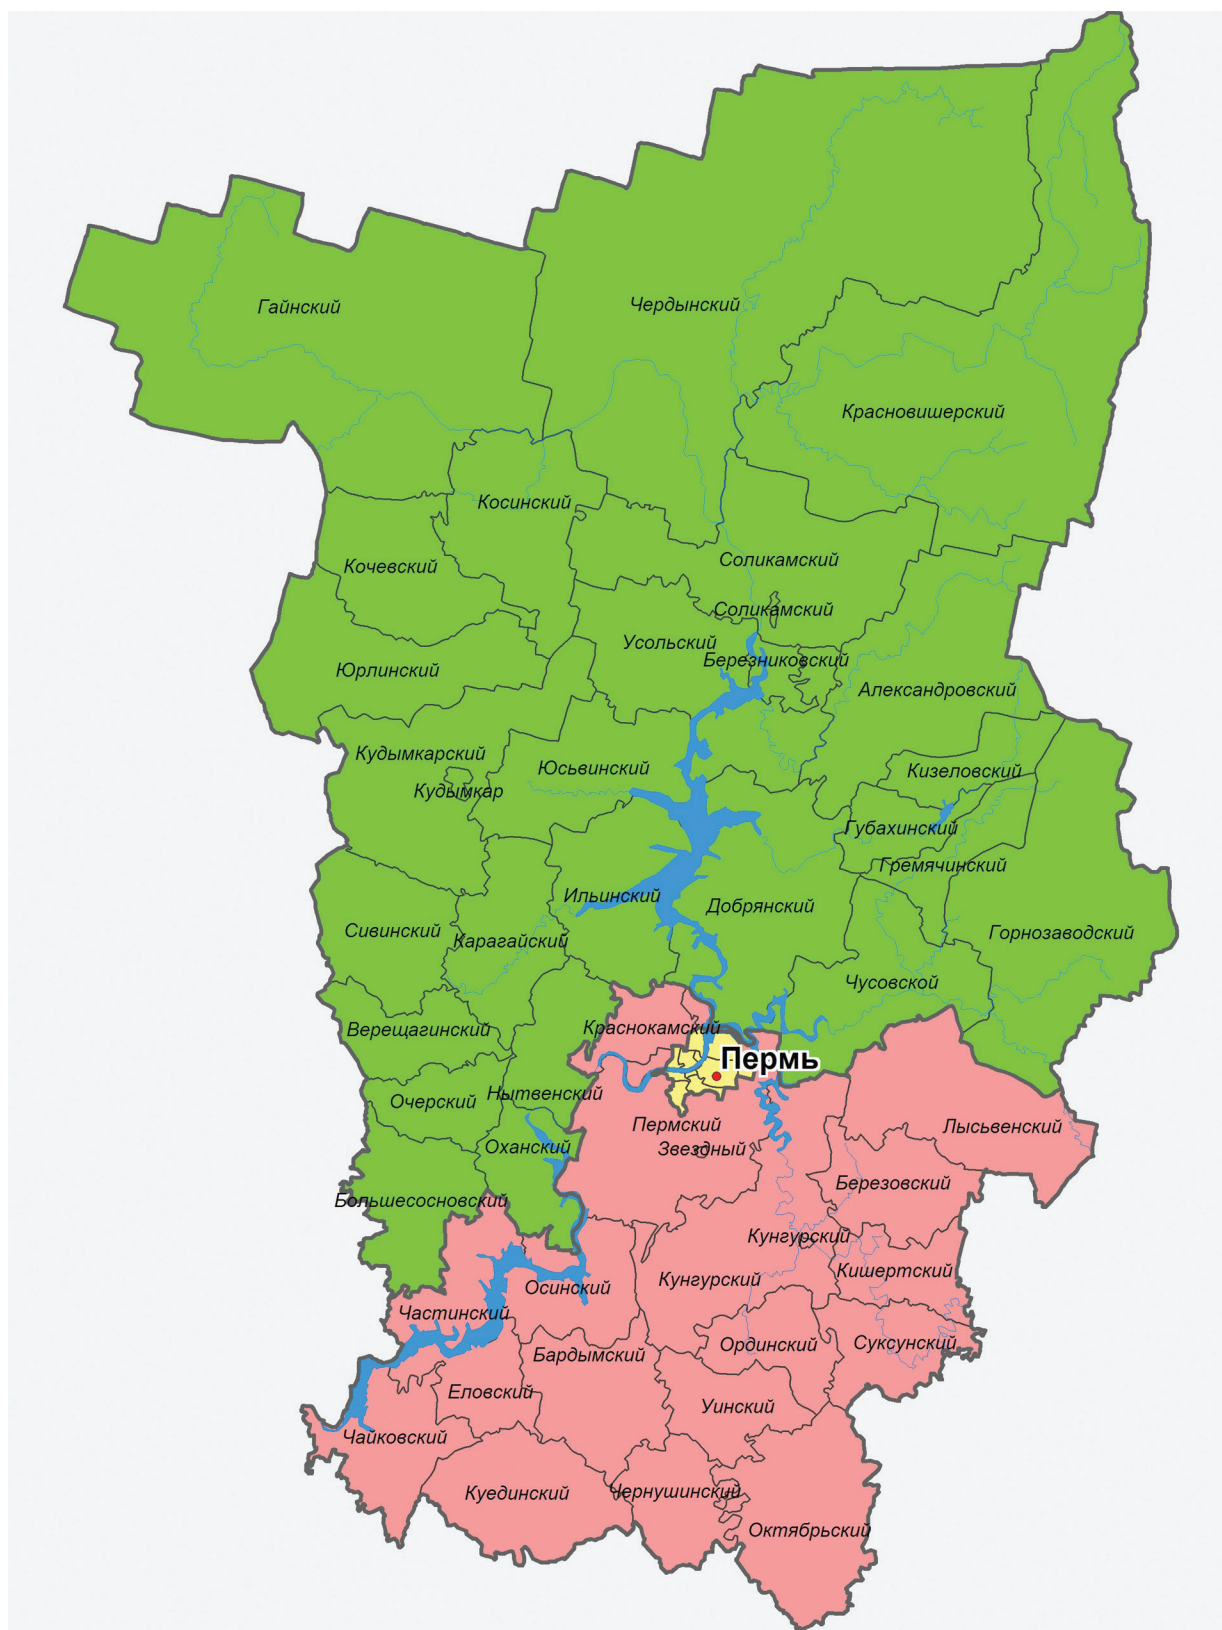 Чердынский
Гайнский
Красновишерский
Косинский
Соликамский
Кочевский
Соликамский
Усольский
Березниковский
Юрлинский
Александровский
Кудымкарский
Юсьвинский
Кизеловский
Кудымкар
Губахинский
Гремячинский
Ильинский
Добрянский
Сивинский
Карагайский
Горнозаводский
Чусовской
Краснокамский
Верещагинский
Пермь
Нытвенский
Очерский
Пермский
Лысьвенский
Оханский
Звездный
Березовский
Большесосновский
Кунгурский
Кишертский
Кунгурский
Осинский
Частинский
Ординский
Суксунский
Бардымский
Еловский
Уинский
Чайковский
Куединский
Чернушинский
Октябрьский